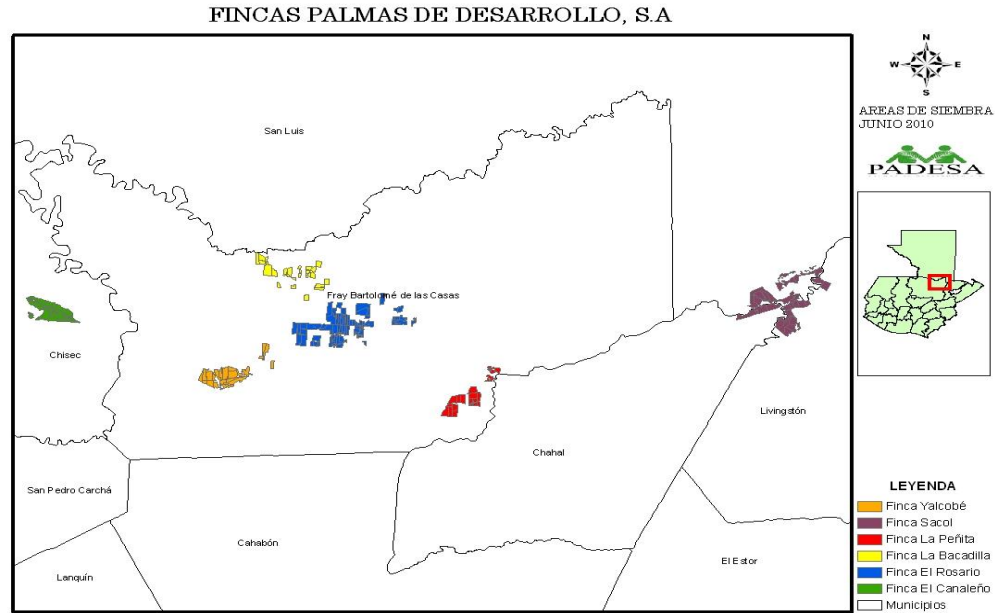 FINCAS PALMAS DE DESARROLLO, S.A
N
W E
S
AREAS DE SIEMBRA
JUNIO 2010
PADESA
San Luis
Fray Bartolomé de las Casas
Chisec
Livingstón
Chahal
San Pedro Carchá
Cahabón
El Estor
Lanquín
LEYENDA
Finca Yalcobé
Finca Sacol
Finca La Peñita
Finca La Bacadilla
Finca El Rosario
Finca El Canaleño
Municipios